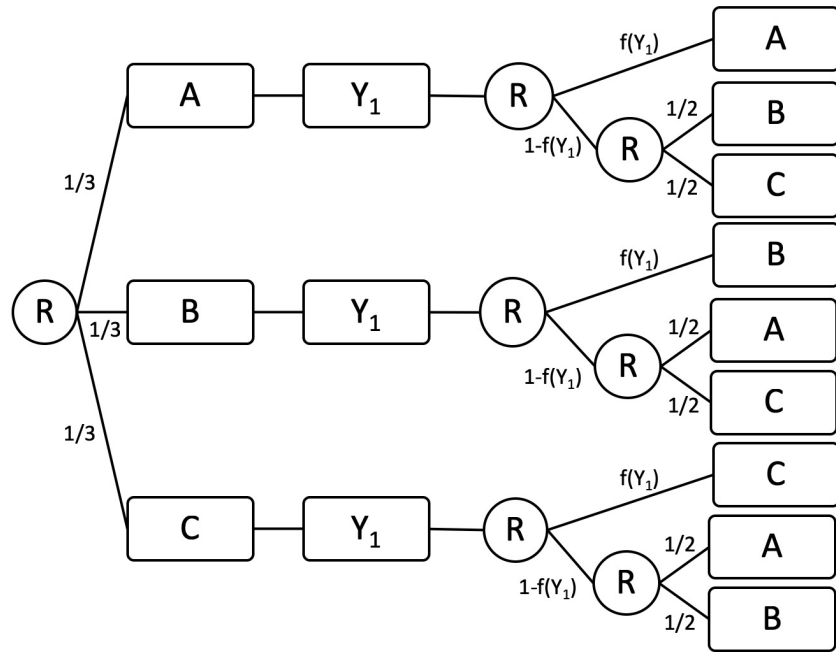 f(Y₁)
A
A
Y₁
R
1/2
B
1-f(Y₁)
R
1/3
1/2
C
f(Y₁)
B
R
1/3
B
Y₁
R
1/2
A
1-f(Y₁)
R
1/2
C
1/3
f(Y₁)
C
C
Y₁
R
1/2
A
1-f(Y₁)
R
1/2
B